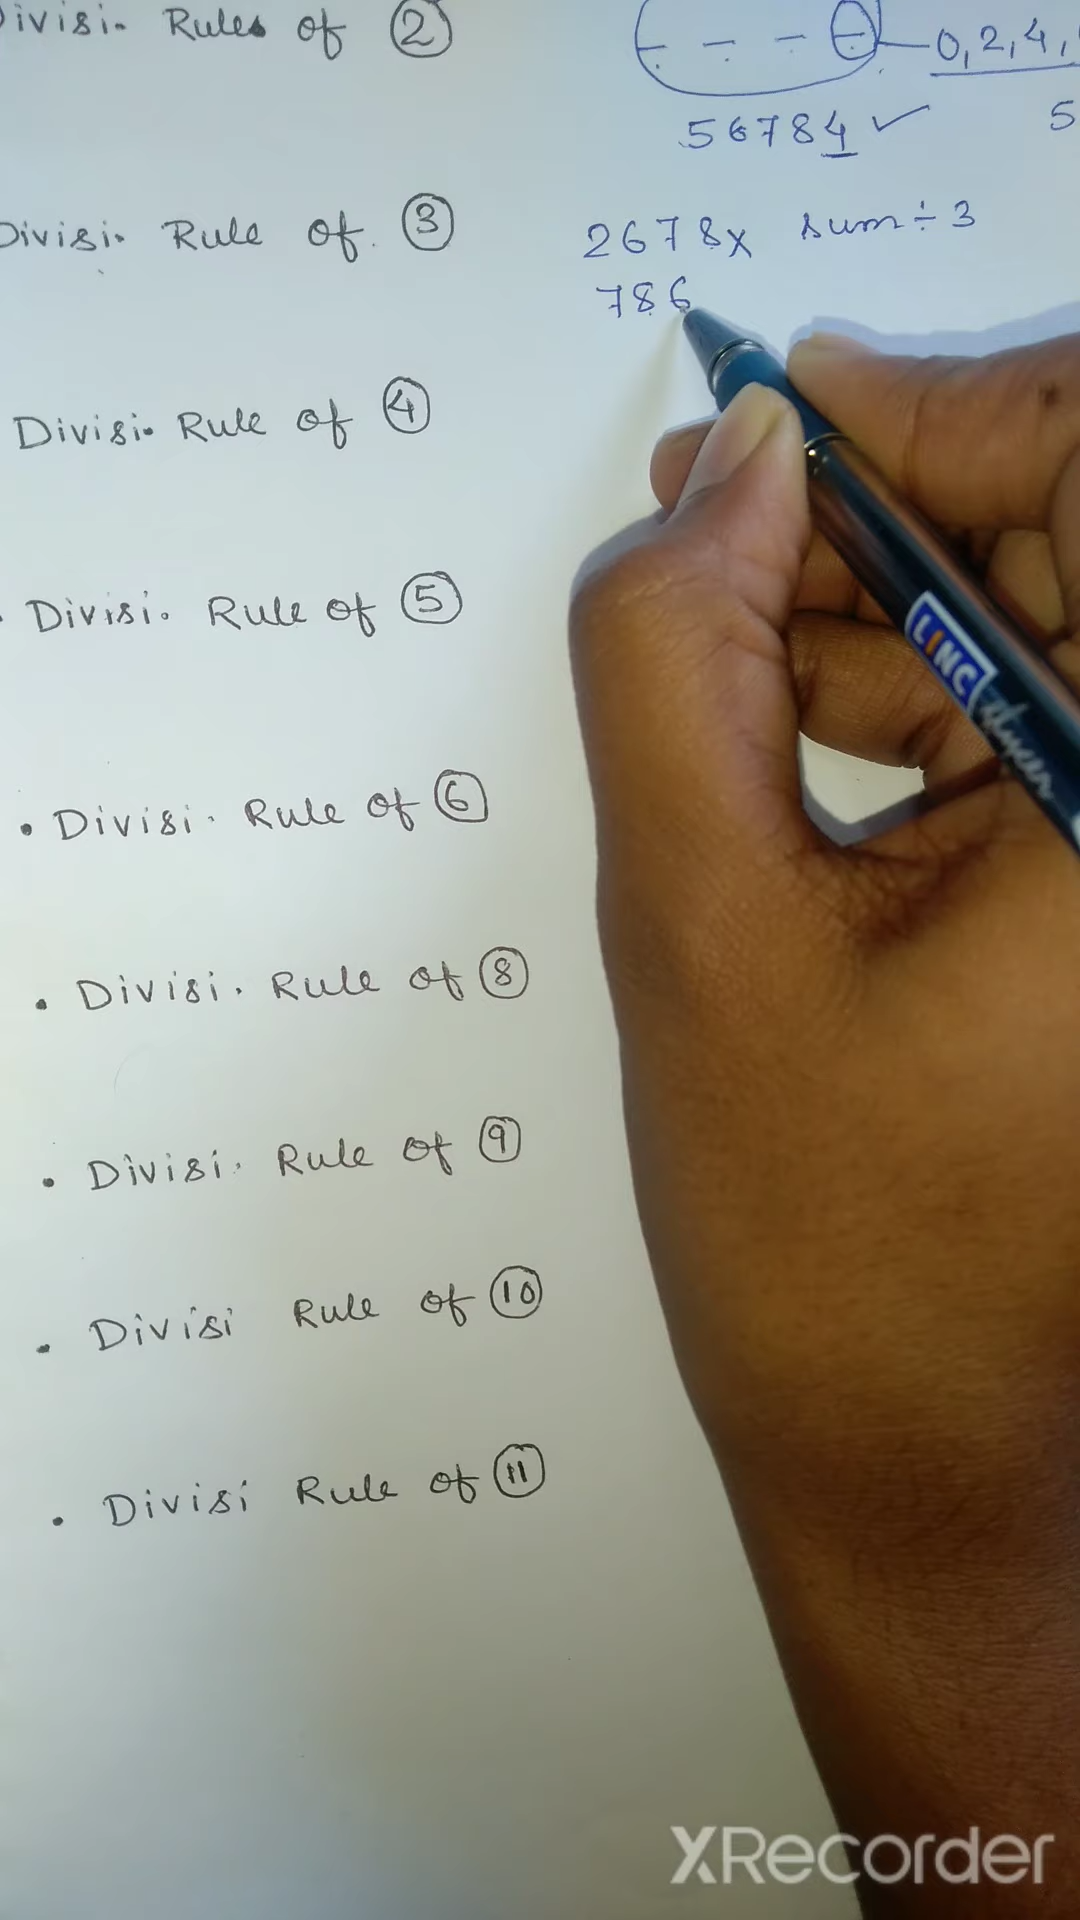 Divisi. Rules of 2 0, 2, 4,
56784 ✓ 5
Divisi. Rule of 3 2678x sum ÷ 3
786
Divisi. Rule of 4
Divisi. Rule of 5
LINC
• Divisi. Rule of 6
• Divisi. Rule of 8
• Divisi. Rule of 9
• Divisi Rule of 10
• Divisi Rule of 11
XRecorder